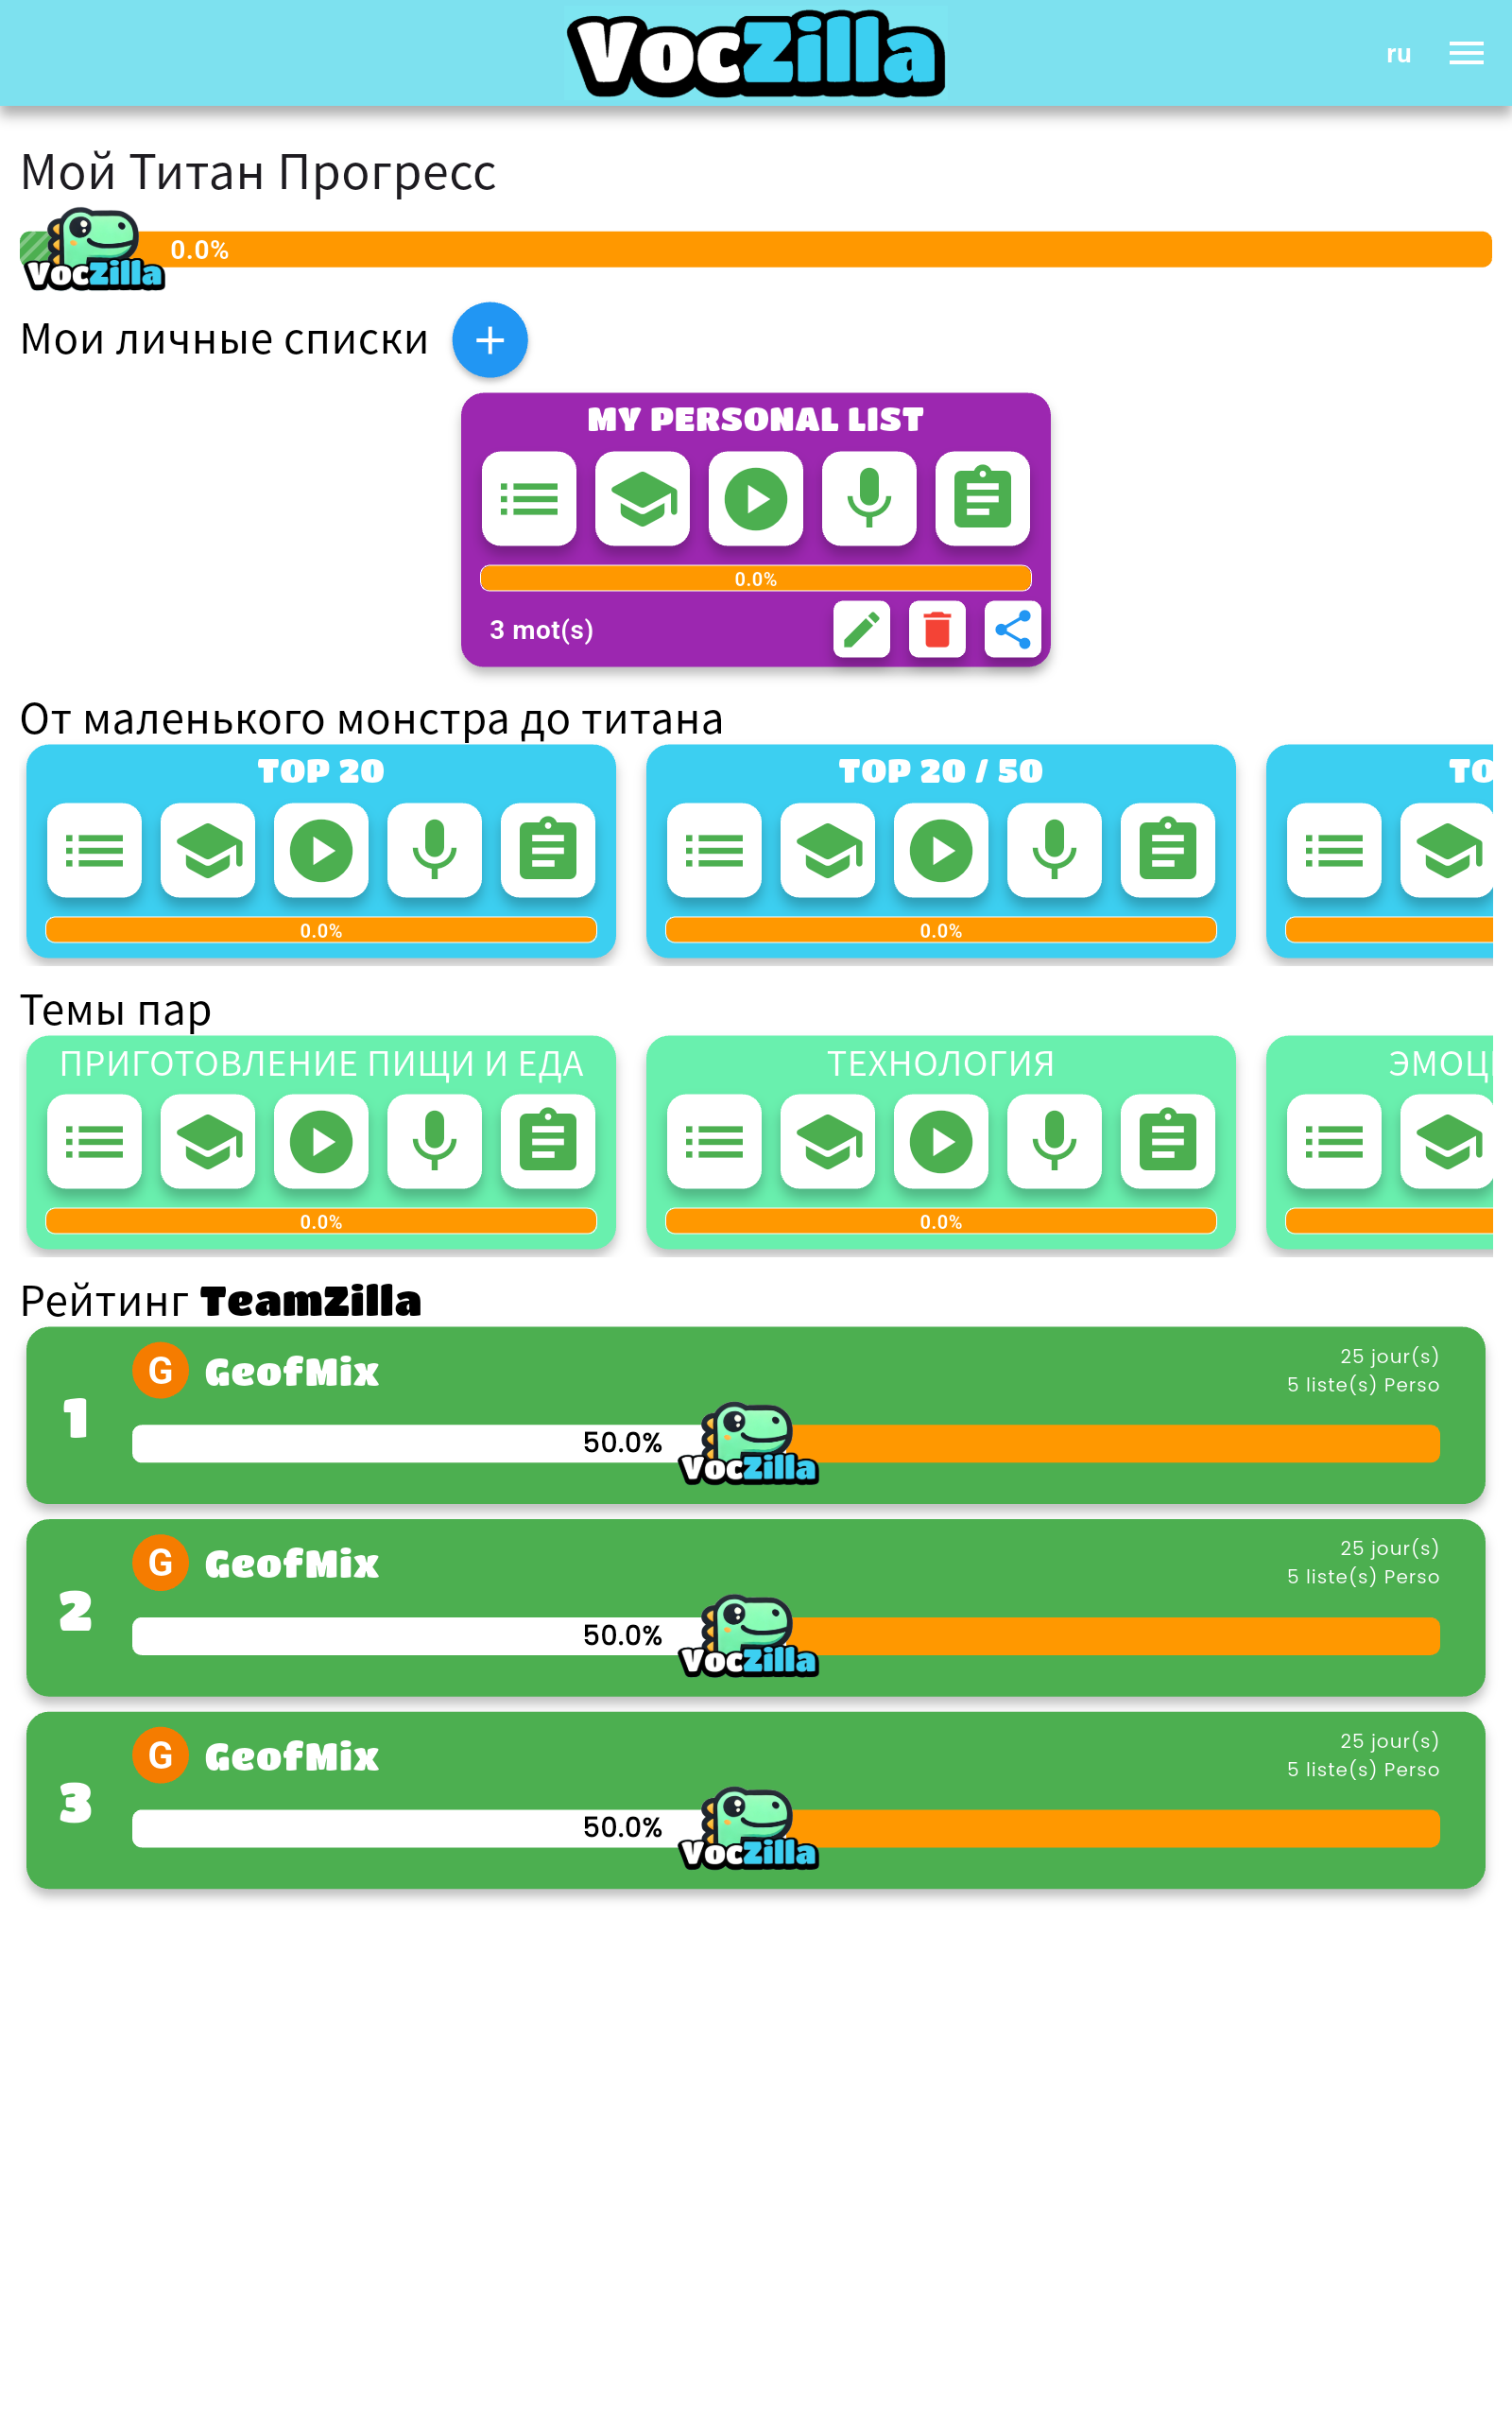 VocZilla
ru
Мой Титан Прогресс
VocZilla
0.0%
Мои личные списки
MY PERSONAL LIST
0.0%
3 mot(s)
От маленького монстра до титана
TOP 20
TOP 20 / 50
TO
0.0%
0.0%
Темы пар
ПРИГОТОВЛЕНИЕ ПИЩИ И ЕДА
ТЕХНОЛОГИЯ
ЭМОЦ
0.0%
0.0%
Рейтинг TeamZilla
1
G GeofMix
25 jour(s)
5 liste(s) Perso
50.0%
VocZilla
2
G GeofMix
25 jour(s)
5 liste(s) Perso
50.0%
VocZilla
3
G GeofMix
25 jour(s)
5 liste(s) Perso
50.0%
VocZilla